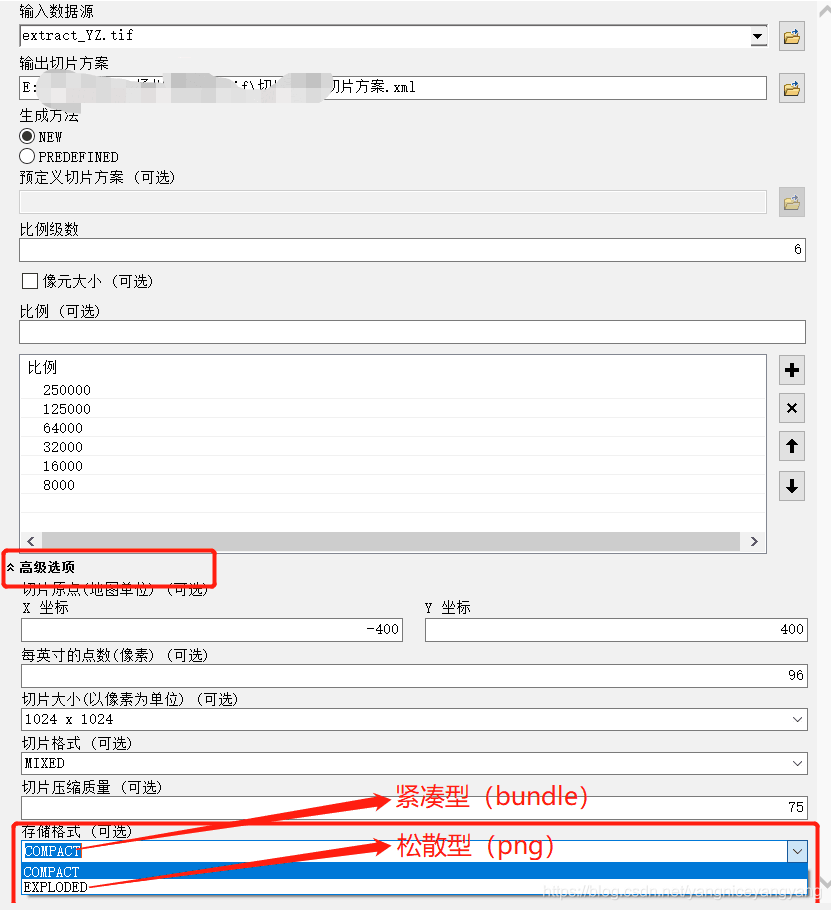 输入数据源
extract_YZ.tif
输出切片方案
E: if\切 切片方案.xml
生成方法
NEW
PREDEFINED
预定义切片方案 (可选)
比例级数
6
像元大小 (可选)
比例 (可选)
比例
250000
125000
64000
32000
16000
8000
高级选项
切片原点(地图单位) (可选)
X 坐标 Y 坐标
-400 400
每英寸的点数(像素) (可选)
96
切片大小(以像素为单位) (可选)
1024 x 1024
切片格式 (可选)
MIXED
切片压缩质量 (可选)
紧凑型（bundle）
75
存储格式 (可选)
松散型（png）
COMPACT
COMPACT
EXPLODED
https://blog.csdn.net/yangnicoyangyang